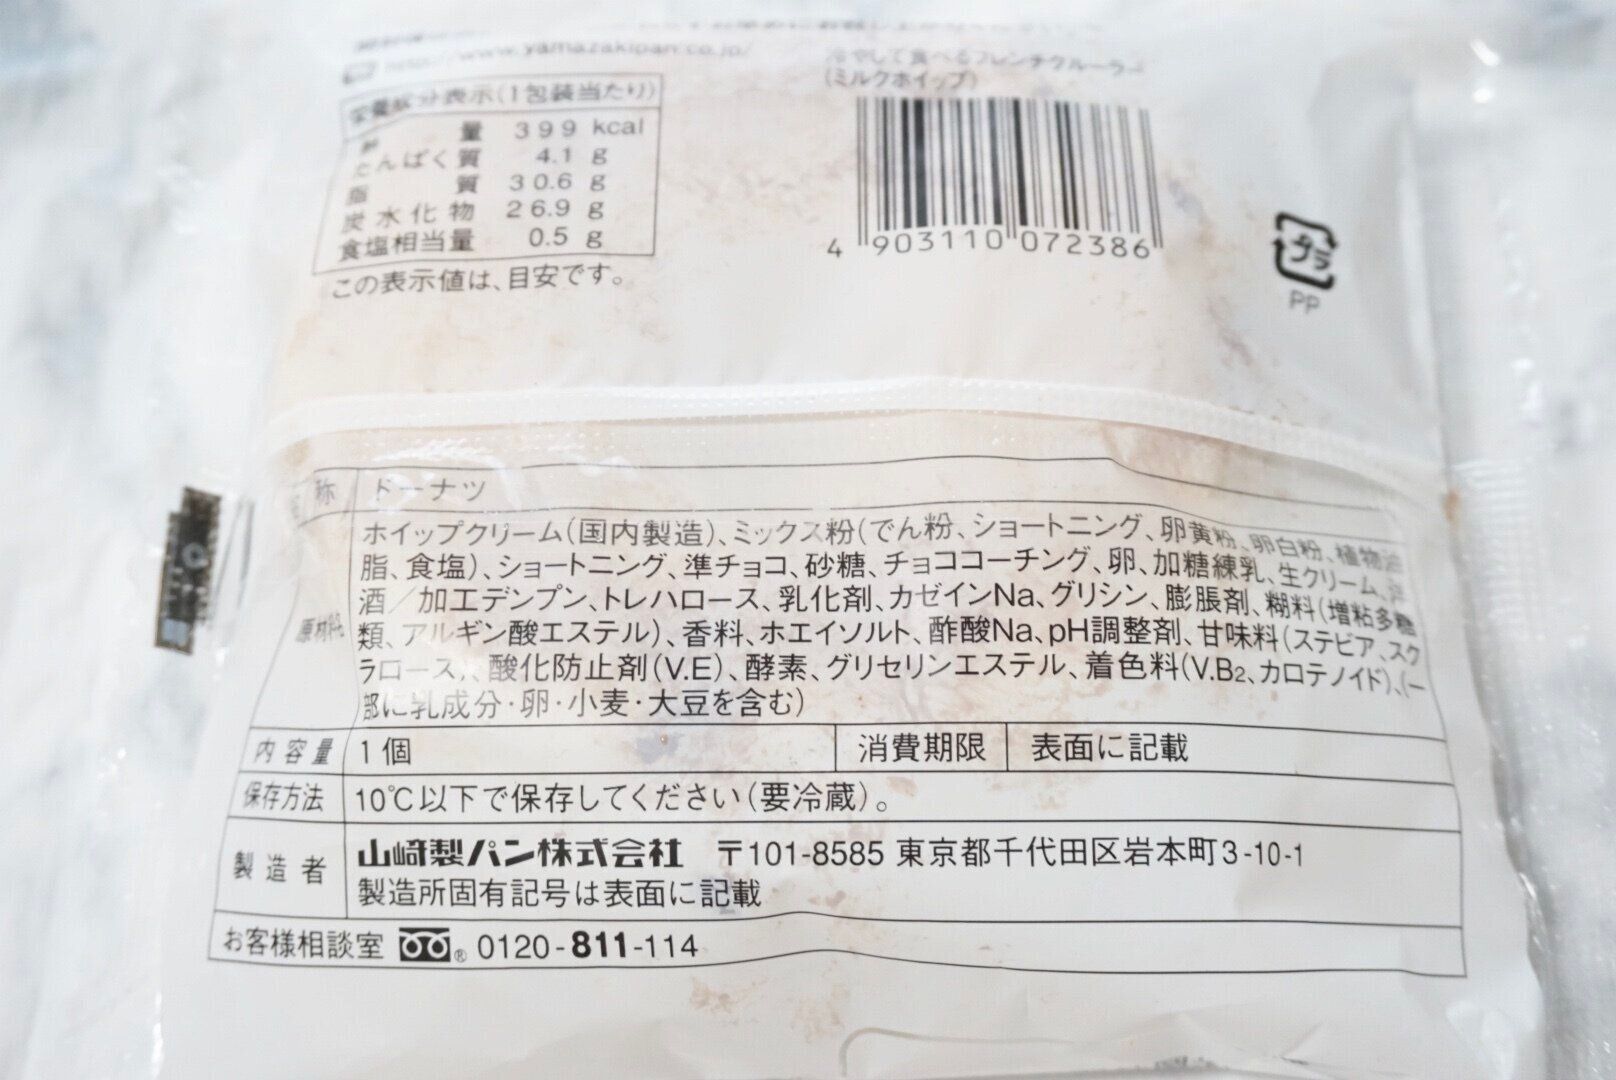 http://www.yamazakipan.co.jp/
冷やして食べるフレンチクルーラー
(ミルクホイップ)
栄養成分表示(1包装当たり)
熱量 399 kcal
たんぱく質 4.1 g
脂質 30.6 g
炭水化物 26.9 g
食塩相当量 0.5 g
この表示値は、目安です。
4 903110 072386
プラ
PP
名称 ドーナツ
原材料名 ホイップクリーム(国内製造)、ミックス粉(でん粉、ショートニング、卵黄粉、卵白粉、植物油
脂、食塩)、ショートニング、準チョコ、砂糖、チョココーチング、卵、加糖練乳、生クリーム、洋
酒/加工デンプン、トレハロース、乳化剤、カゼインNa、グリシン、膨脹剤、糊料(増粘多糖
類、アルギン酸エステル)、香料、ホエイソルト、酢酸Na、pH調整剤、甘味料(ステビア、スク
ラロース)、酸化防止剤(V.E)、酵素、グリセリンエステル、着色料(V.B2、カロテノイド)、(一
部に乳成分・卵・小麦・大豆を含む)
内容量 1個 消費期限 表面に記載
保存方法 10℃以下で保存してください(要冷蔵)。
製造者 山崎製パン株式会社 〒101-8585 東京都千代田区岩本町3-10-1
製造所固有記号は表面に記載
お客様相談室 ® 0120-811-114